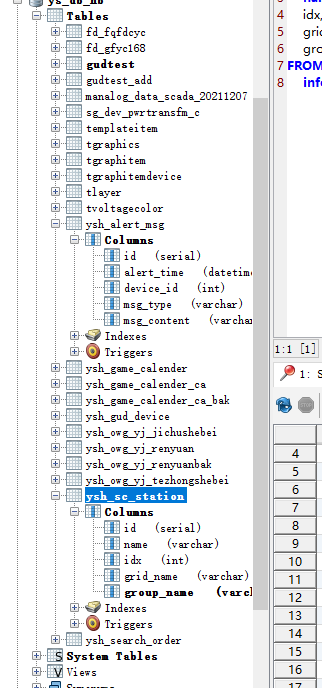 ys_db_nb
Tables
fd_fqfdcyc
fd_gfyc168
gudtest
gudtest_add
manalog_data_scada_20211207
sg_dev_pwrtransfm_c
templateitem
tgraphics
tgraphitem
tgraphitemdevice
tlayer
tvoltagecolor
ysh_alert_msg
Columns
id (serial)
alert_time (datetime
device_id (int)
msg_type (varchar)
msg_content (varchar
Indexes
Triggers
ysh_game_calender
ysh_game_calender_ca
ysh_game_calender_ca_bak
ysh_gud_device
ysh_owg_yj_jichushebei
ysh_owg_yj_renyuan
ysh_owg_yj_renyuanbak
ysh_owg_yj_tezhongshebei
ysh_sc_station
Columns
id (serial)
name (varchar)
idx (int)
grid_name (varchar)
group_name (varc
Indexes
Triggers
ysh_search_order
System Tables
Views
4 idx,
5 grid
6 gro
7 FROM
8 info
1:1 [1]
1: S
4
5
6
7
8
9
10
11
12
13
14
15
16
17